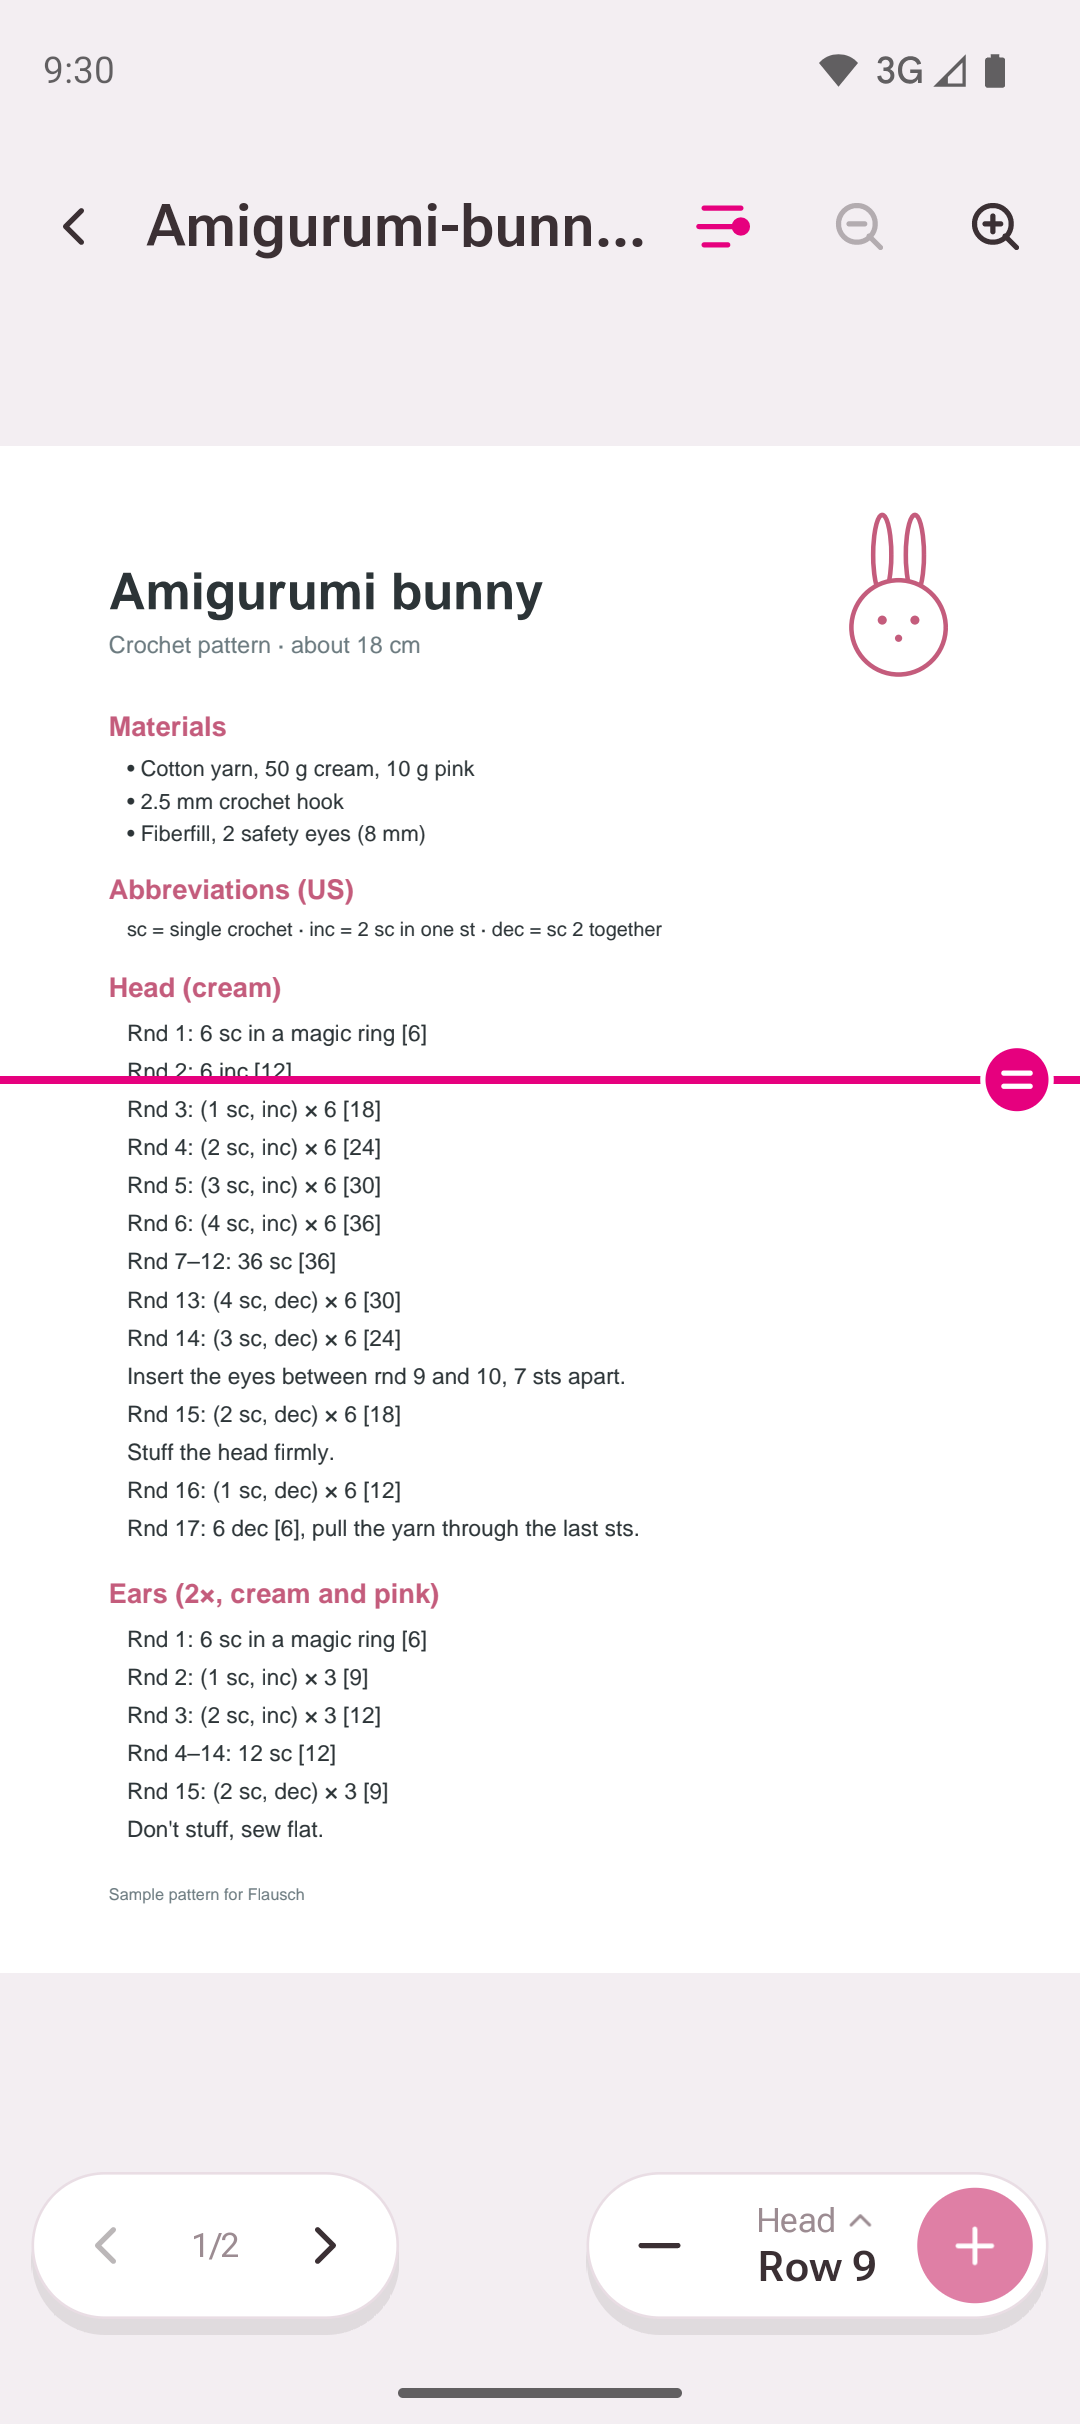 9:30
3G
Amigurumi-bunn...
Amigurumi bunny
Crochet pattern · about 18 cm
Materials
• Cotton yarn, 50 g cream, 10 g pink
• 2.5 mm crochet hook
• Fiberfill, 2 safety eyes (8 mm)
Abbreviations (US)
sc = single crochet · inc = 2 sc in one st · dec = sc 2 together
Head (cream)
Rnd 1: 6 sc in a magic ring [6]
Rnd 2: 6 inc [12]
Rnd 3: (1 sc, inc) × 6 [18]
Rnd 4: (2 sc, inc) × 6 [24]
Rnd 5: (3 sc, inc) × 6 [30]
Rnd 6: (4 sc, inc) × 6 [36]
Rnd 7–12: 36 sc [36]
Rnd 13: (4 sc, dec) × 6 [30]
Rnd 14: (3 sc, dec) × 6 [24]
Insert the eyes between rnd 9 and 10, 7 sts apart.
Rnd 15: (2 sc, dec) × 6 [18]
Stuff the head firmly.
Rnd 16: (1 sc, dec) × 6 [12]
Rnd 17: 6 dec [6], pull the yarn through the last sts.
Ears (2×, cream and pink)
Rnd 1: 6 sc in a magic ring [6]
Rnd 2: (1 sc, inc) × 3 [9]
Rnd 3: (2 sc, inc) × 3 [12]
Rnd 4–14: 12 sc [12]
Rnd 15: (2 sc, dec) × 3 [9]
Don't stuff, sew flat.
Sample pattern for Flausch
1/2
Head
Row 9